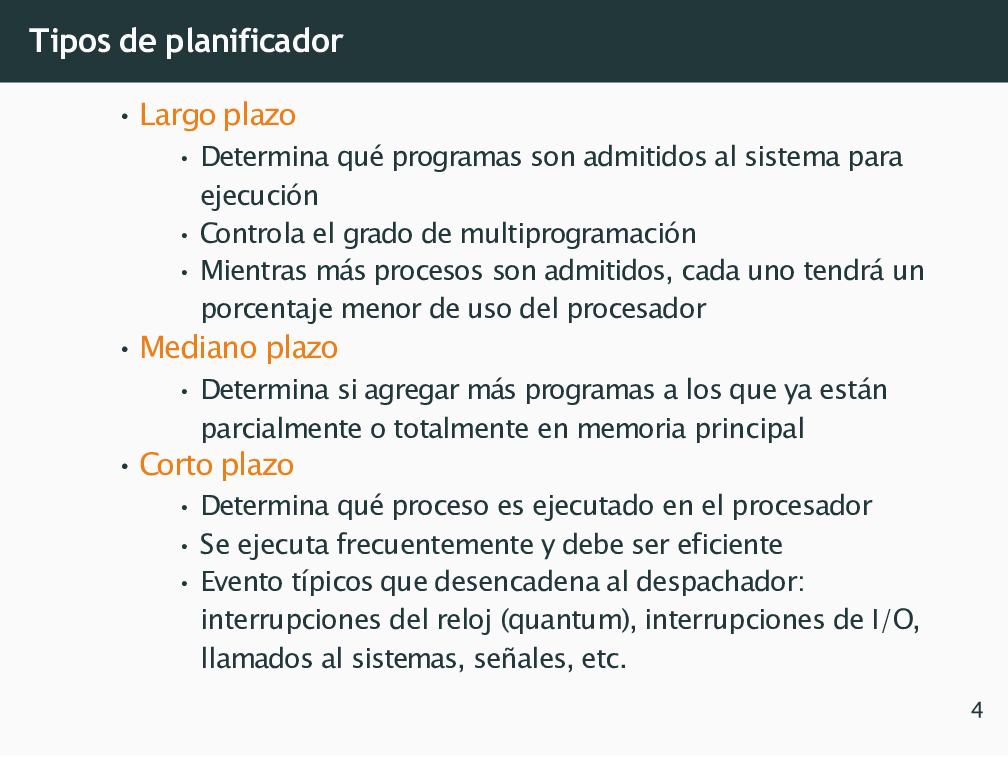 Tipos de planificador
• Largo plazo
• Determina qué programas son admitidos al sistema para
ejecución
• Controla el grado de multiprogramación
• Mientras más procesos son admitidos, cada uno tendrá un
porcentaje menor de uso del procesador
• Mediano plazo
• Determina si agregar más programas a los que ya están
parcialmente o totalmente en memoria principal
• Corto plazo
• Determina qué proceso es ejecutado en el procesador
• Se ejecuta frecuentemente y debe ser eficiente
• Evento típicos que desencadena al despachador:
interrupciones del reloj (quantum), interrupciones de I/O,
llamados al sistemas, señales, etc.
4